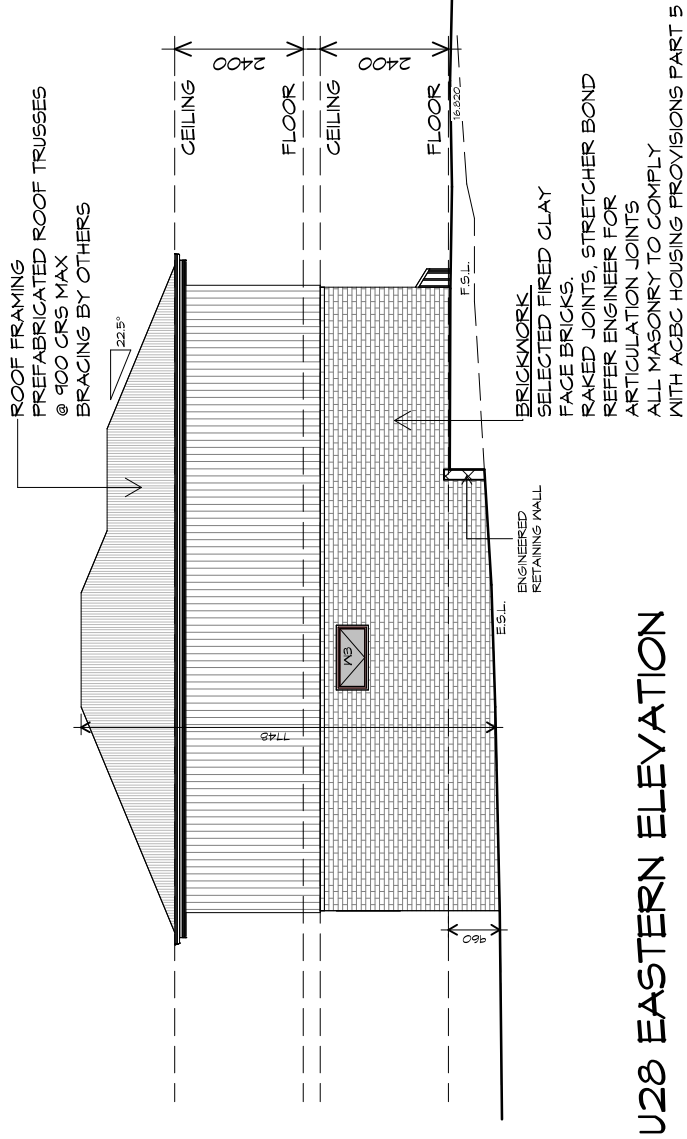 ROOF FRAMING
PREFABRICATED ROOF TRUSSES
@ 900 CRS MAX
BRACING BY OTHERS
22.5°
CEILING
2400
FLOOR
CEILING
2400
FLOOR
16.820
F.S.L.
7748
W3
960
E.S.L.
ENGINEERED
RETAINING WALL
BRICKWORK
SELECTED FIRED CLAY
FACE BRICKS.
RAKED JOINTS, STRETCHER BOND
REFER ENGINEER FOR
ARTICULATION JOINTS
ALL MASONRY TO COMPLY
WITH ACBC HOUSING PROVISIONS PART 5
U28 EASTERN ELEVATION